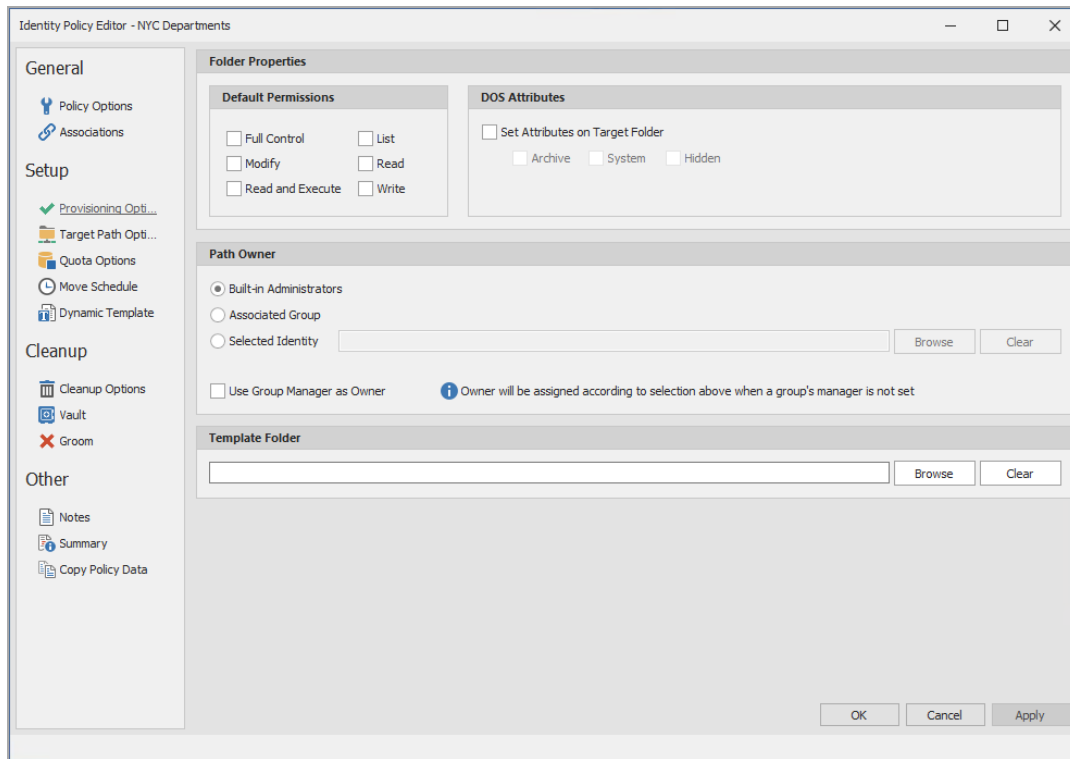 Identity Policy Editor - NYC Departments
General
Policy Options
Associations
Setup
Provisioning Opti...
Target Path Opti...
Quota Options
Move Schedule
Dynamic Template
Cleanup
Cleanup Options
Vault
Groom
Other
Notes
Summary
Copy Policy Data
Folder Properties
Default Permissions
Full Control List
Modify Read
Read and Execute Write
DOS Attributes
Set Attributes on Target Folder
Archive System Hidden
Path Owner
Built-in Administrators
Associated Group
Selected Identity Browse Clear
Use Group Manager as Owner Owner will be assigned according to selection above when a group's manager is not set
Template Folder
Browse Clear
OK Cancel Apply